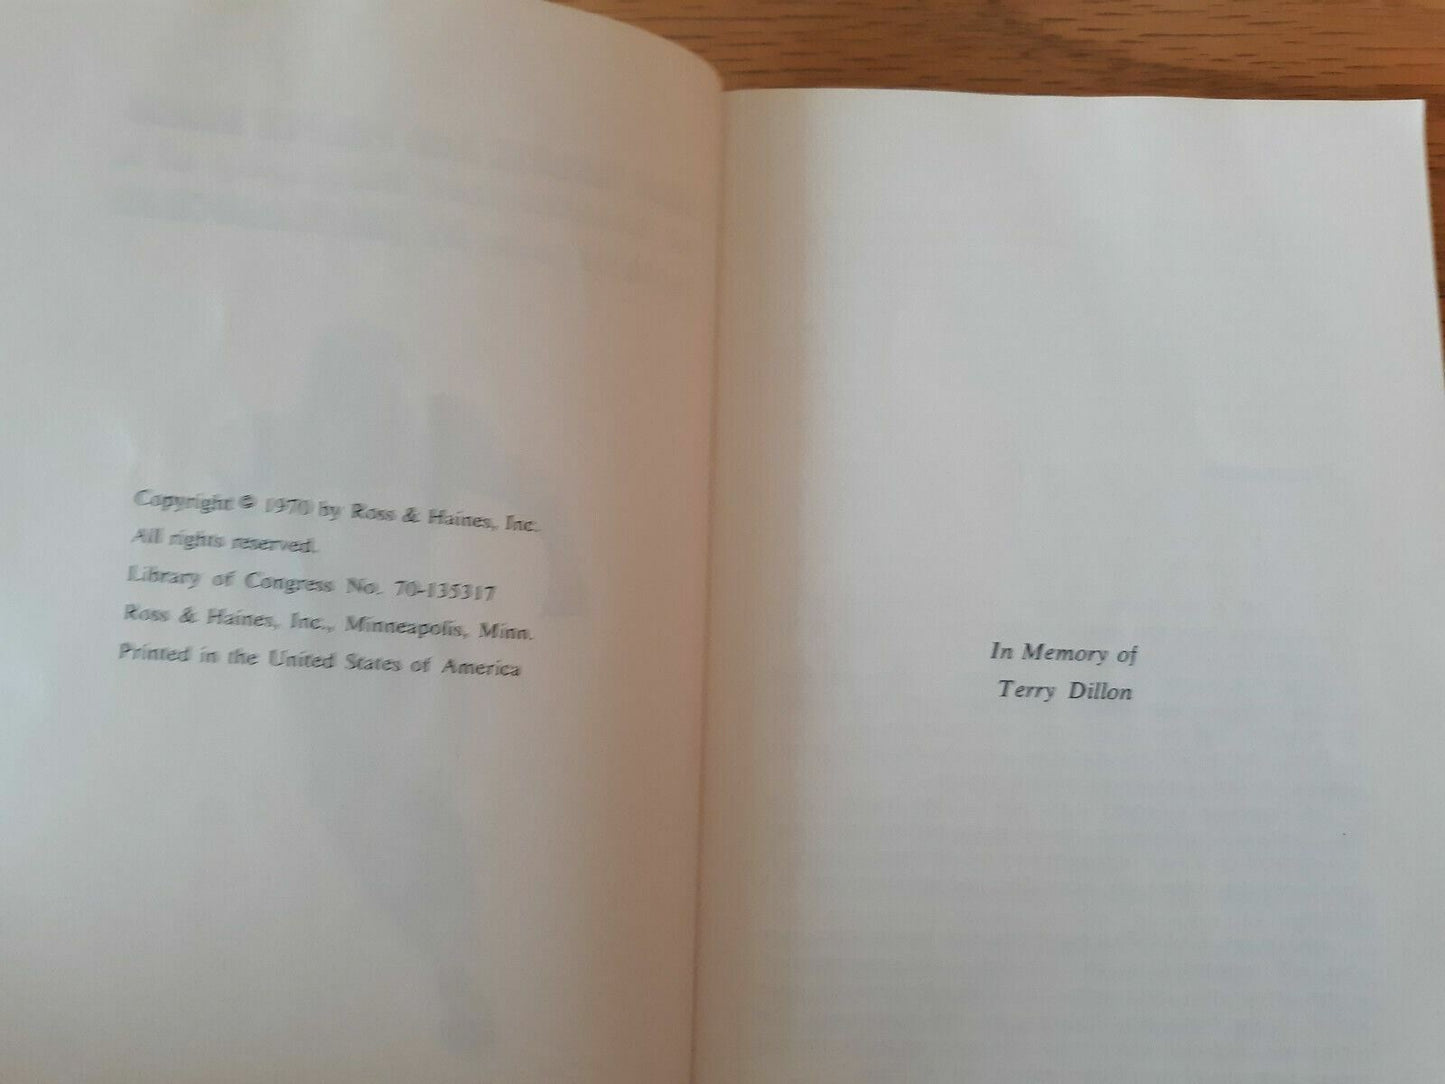 Copyright © 1970 by Ross & Haines, Inc.
All rights reserved.
Library of Congress No. 70-135317
Ross & Haines, Inc., Minneapolis, Minn.
Printed in the United States of America
In Memory of
Terry Dillon